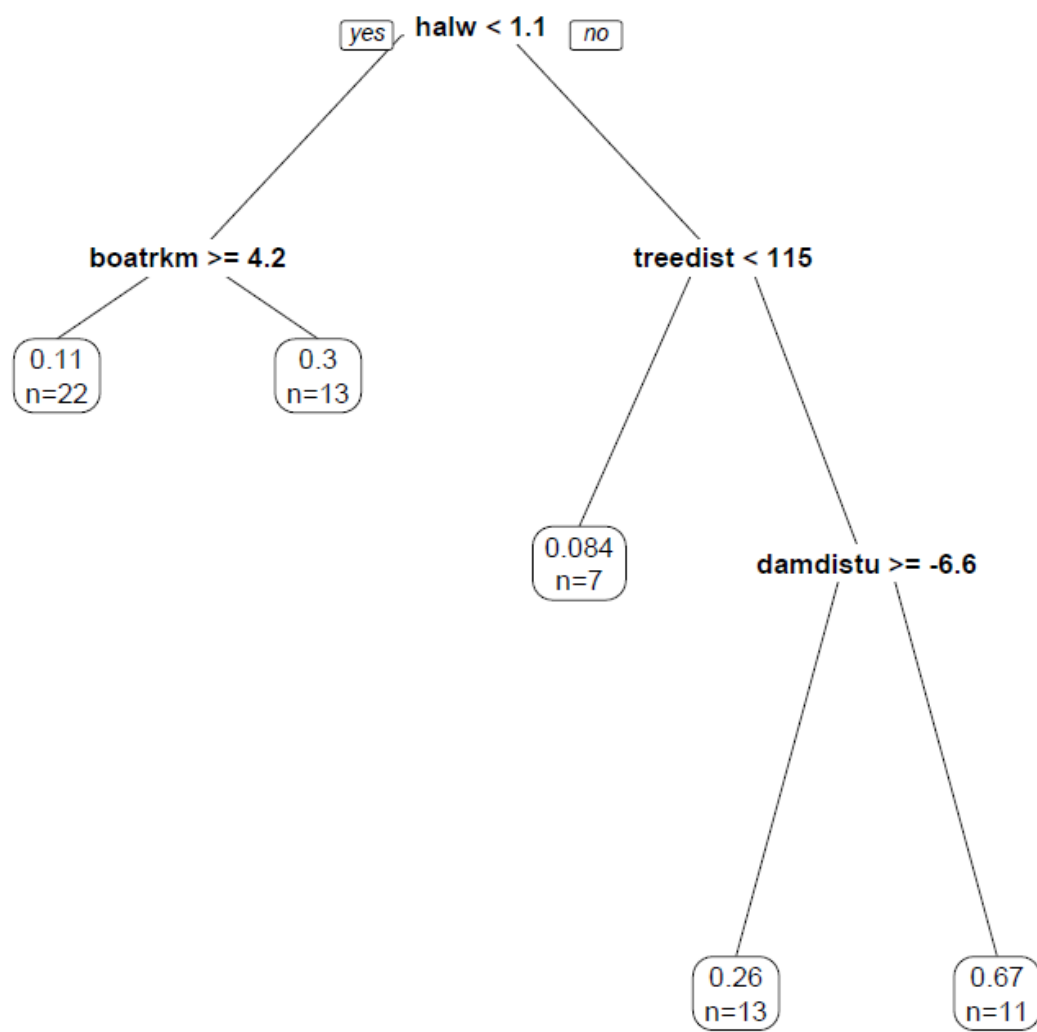 yes halw < 1.1 no
boatrkm >= 4.2
treedist < 115
0.11
n=22
0.3
n=13
0.084
n=7
damdistu >= -6.6
0.26
n=13
0.67
n=11